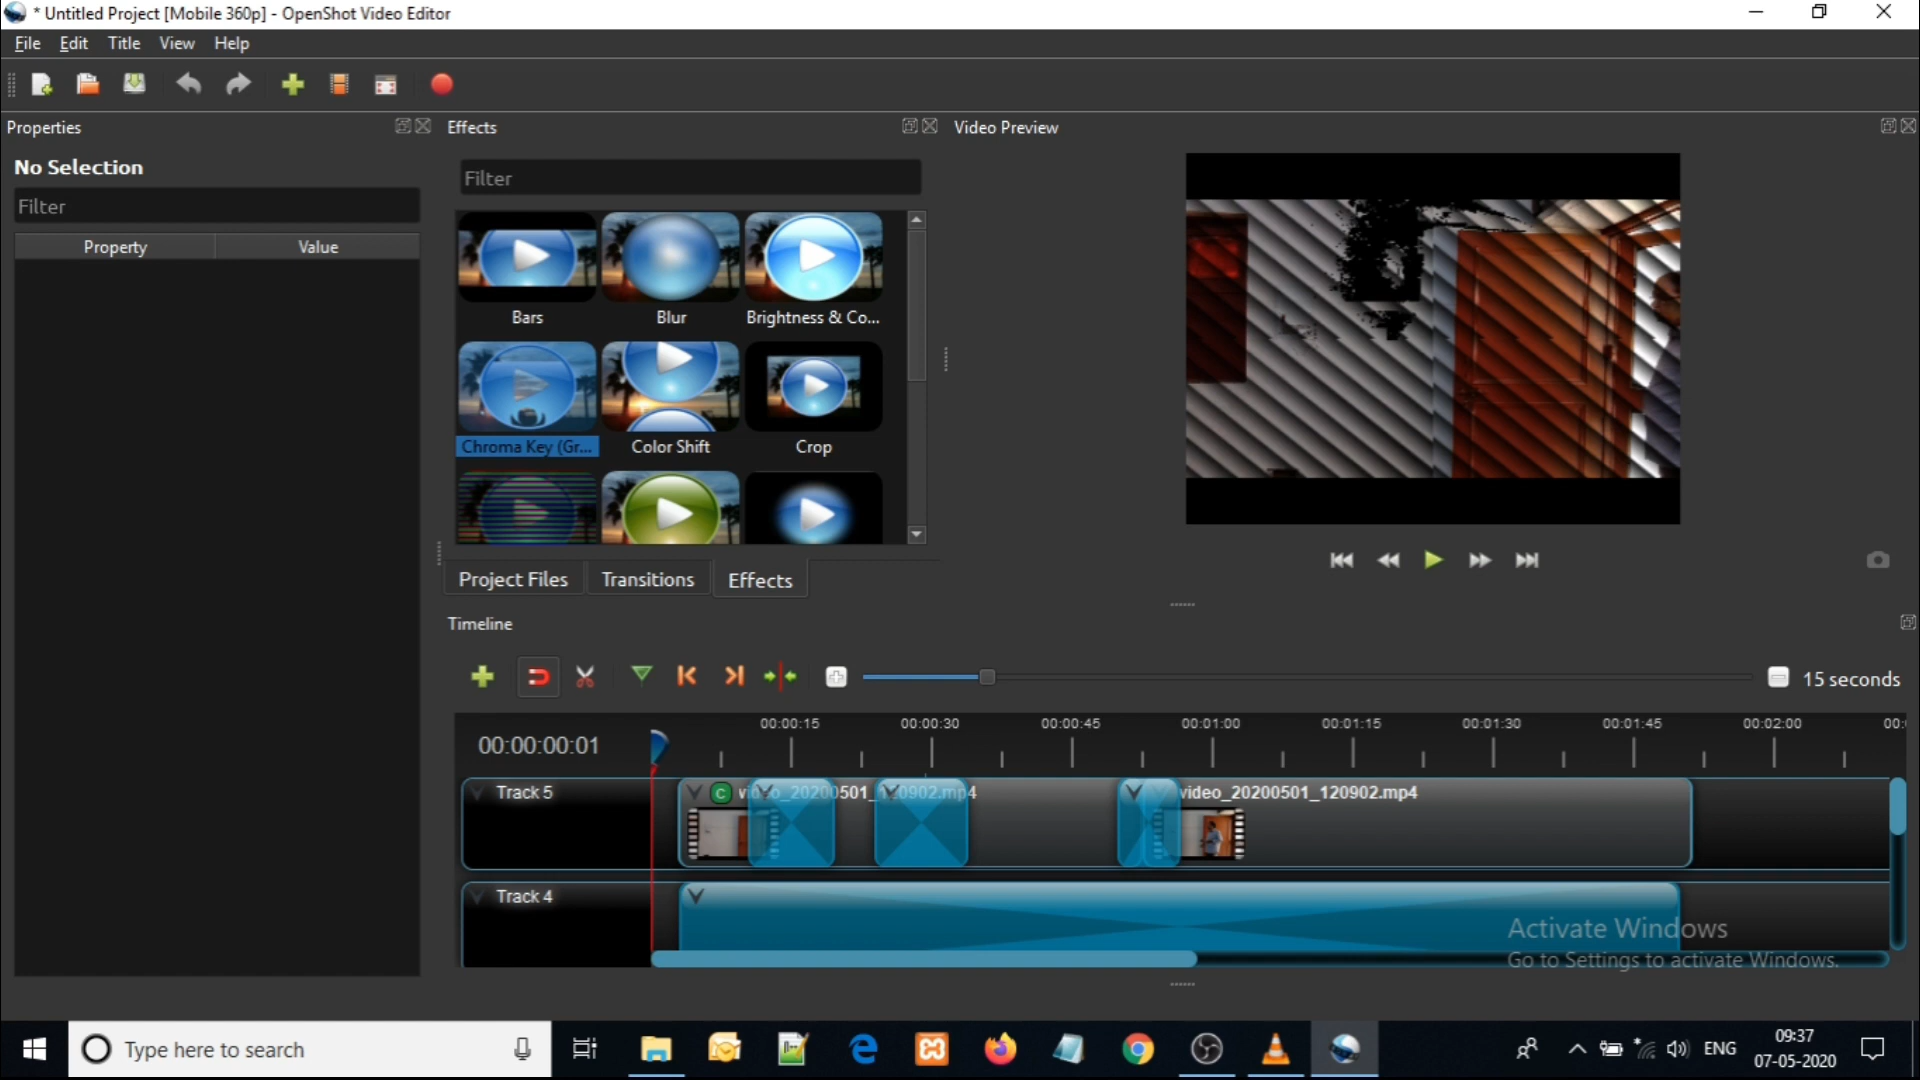 * Untitled Project [Mobile 360p] - OpenShot Video Editor
File Edit Title View Help
Properties
Effects
Video Preview
No Selection
Filter
Filter
Property Value
Bars
Blur
Brightness & Co...
Chroma Key (Gr...
Color Shift
Crop
Project Files
Transitions
Effects
Timeline
15 seconds
00:00:00:01
00:00:15
00:00:30
00:00:45
00:01:00
00:01:15
00:01:30
00:01:45
00:02:00
00:
Track 5
C
video_20200501_120902.mp4
video_20200501_120902.mp4
Track 4
Activate Windows
Go to Settings to activate Windows.
Type here to search
ENG
09:37
07-05-2020